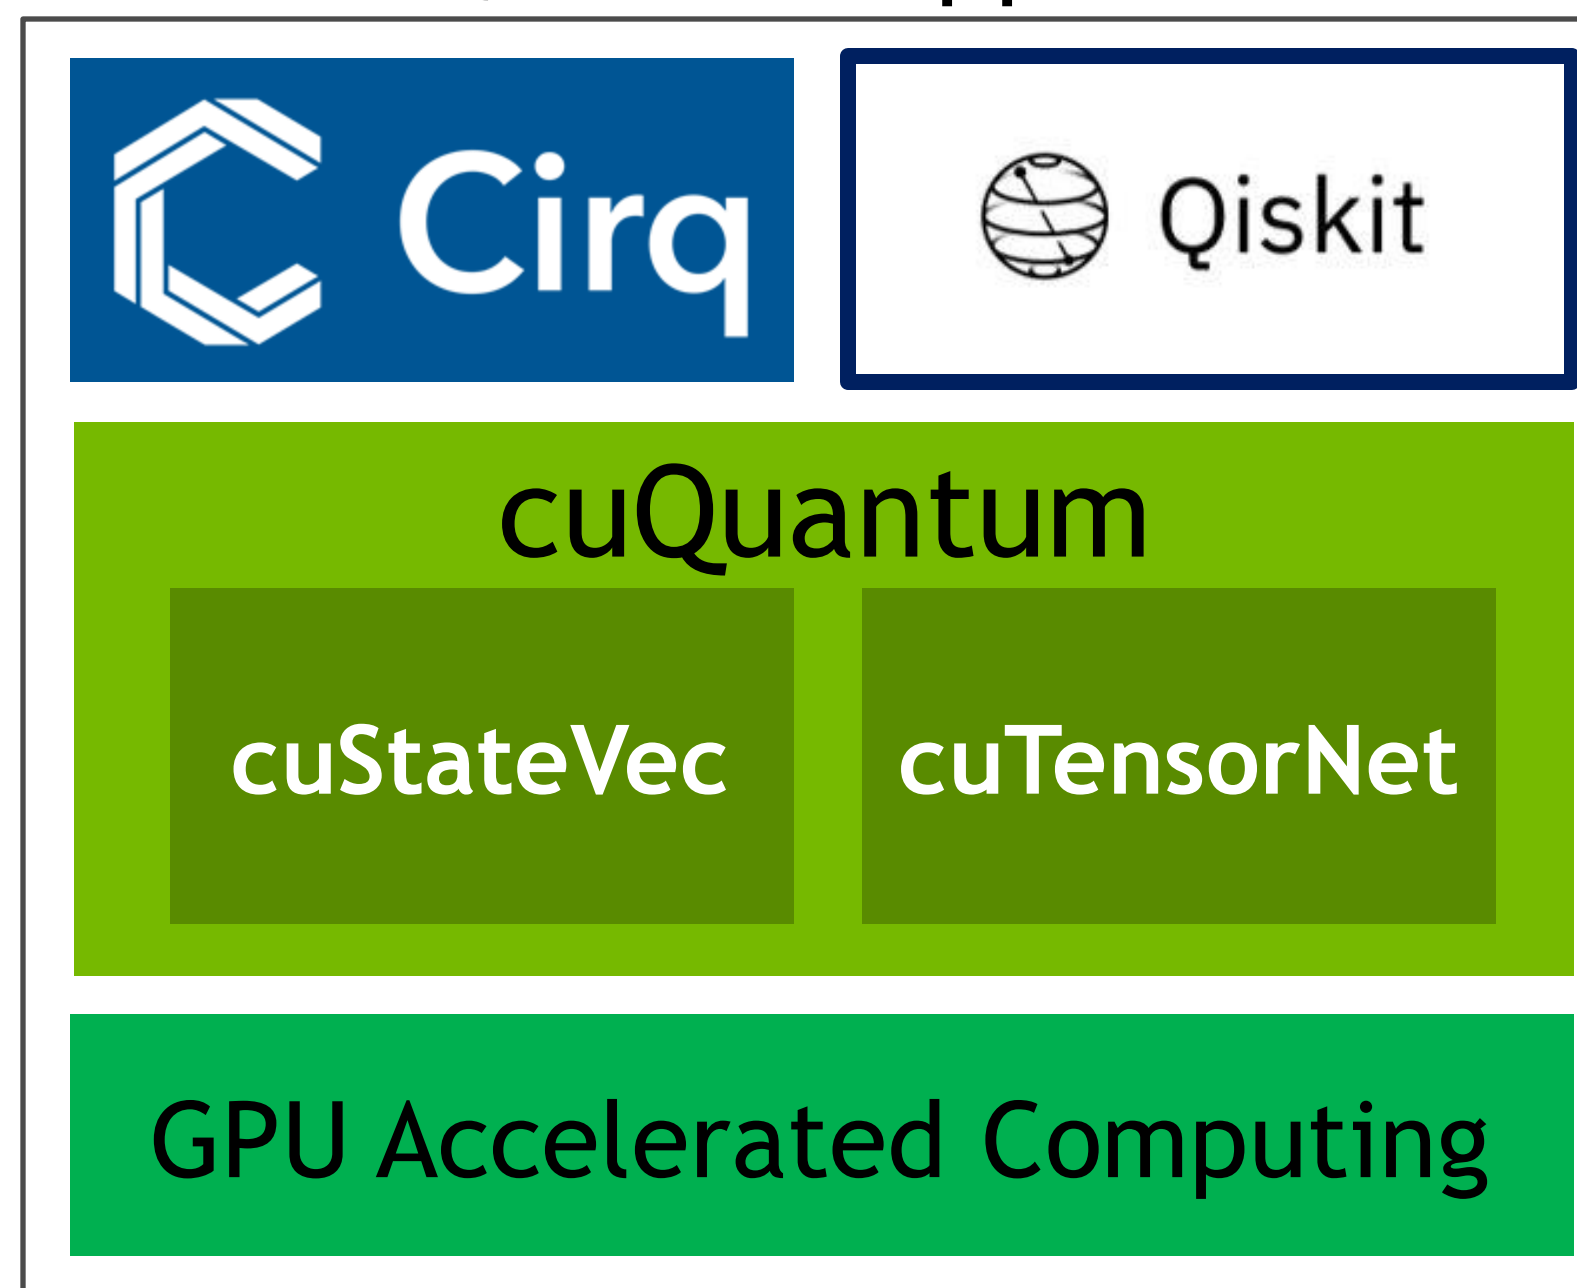 Cirq
Qiskit
cuQuantum
cuStateVec
cuTensorNet
GPU Accelerated Computing